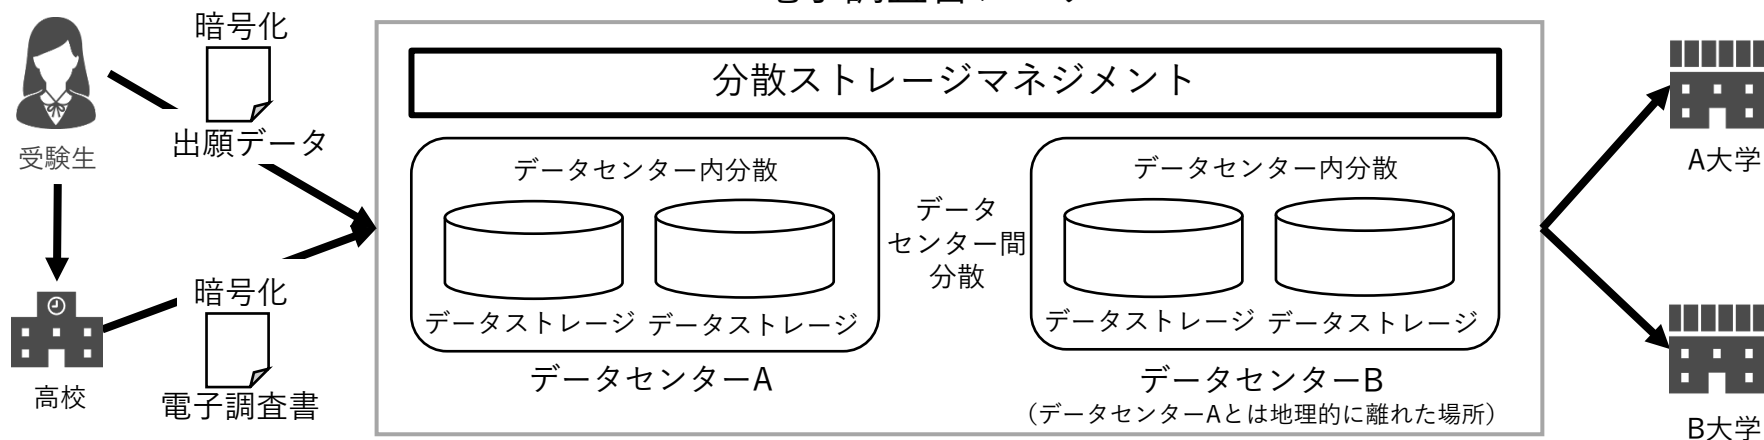 暗号化
出願データ
受験生
暗号化
電子調査書
高校
分散ストレージマネジメント
データセンター内分散
データストレージ データストレージ
データセンターA
データ
センター間
分散
データセンター内分散
データストレージ データストレージ
データセンターB
（データセンターAとは地理的に離れた場所）
A大学
B大学